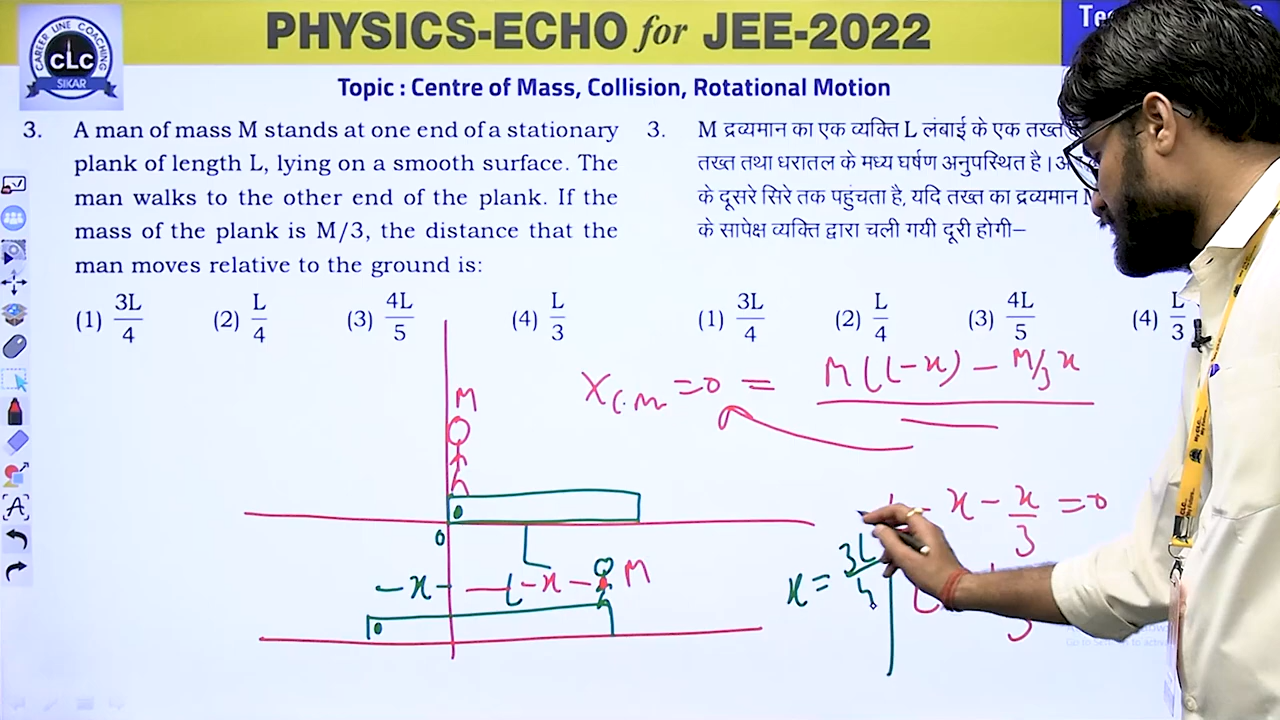 PHYSICS-ECHO for JEE-2022
CAREER LINE COACHING
CLC
SIKAR
Topic : Centre of Mass, Collision, Rotational Motion
3. A man of mass M stands at one end of a stationary
plank of length L, lying on a smooth surface. The
man walks to the other end of the plank. If the
mass of the plank is M/3, the distance that the
man moves relative to the ground is:
(1) 3L/4 (2) L/4 (3) 4L/5 (4) L/3
3. M द्रव्यमान का एक व्यक्ति L लंबाई के एक तख्त
तख्त तथा धरातल के मध्य घर्षण अनुपस्थित है।
के दूसरे सिरे तक पहुंचता है, यदि तख्त का द्रव्यमान
के सापेक्ष व्यक्ति द्वारा चली गयी दूरी होगी–
(1) 3L/4 (2) L/4 (3) 4L/5 (4) L/3
X C.M = 0 = M(L-x) - M/3 x
M
0
- x - x/3 = 0
-x- L-x- M
x = 3L/4